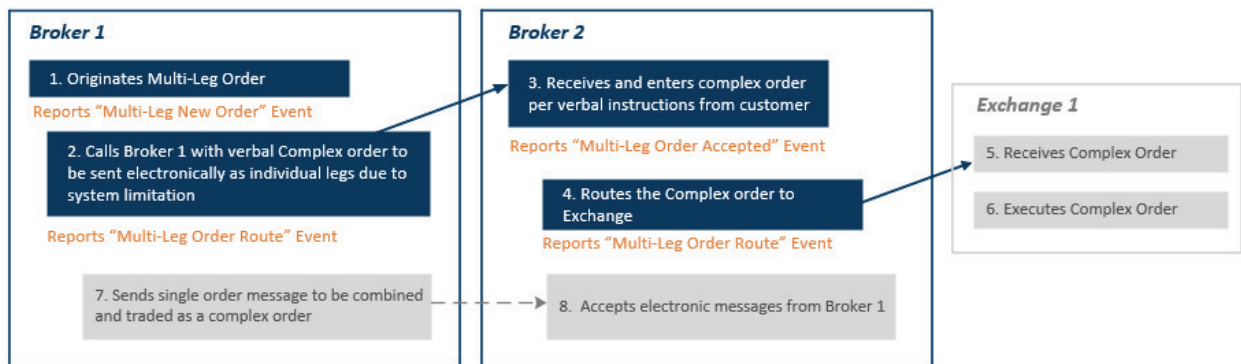 Broker 1
1. Originates Multi-Leg Order
Reports “Multi-Leg New Order” Event
2. Calls Broker 1 with verbal Complex order to
be sent electronically as individual legs due to
system limitation
Reports “Multi-Leg Order Route” Event
7. Sends single order message to be combined
and traded as a complex order
Broker 2
3. Receives and enters complex order
per verbal instructions from customer
Reports “Multi-Leg Order Accepted” Event
4. Routes the Complex order to
Exchange
Reports “Multi-Leg Order Route” Event
8. Accepts electronic messages from Broker 1
Exchange 1
5. Receives Complex Order
6. Executes Complex Order